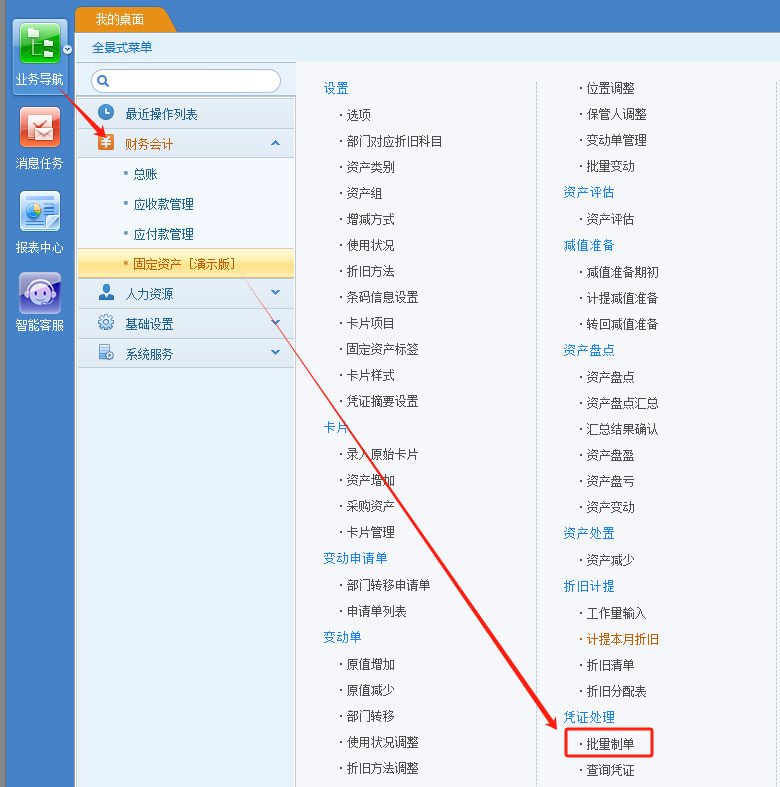 我的桌面
业务导航
消息任务
报表中心
智能客服
全景式菜单
最近操作列表
财务会计
总账
应收款管理
应付款管理
固定资产 [演示版]
人力资源
基础设置
系统服务
设置
·选项
·部门对应折旧科目
·资产类别
·资产组
·增减方式
·使用状况
·折旧方法
·条码信息设置
·卡片项目
·固定资产标签
·卡片样式
·凭证摘要设置
卡片
·录入原始卡片
·资产增加
·采购资产
·卡片管理
变动申请单
·部门转移申请单
·申请单列表
变动单
·原值增加
·原值减少
·部门转移
·使用状况调整
·折旧方法调整
·位置调整
·保管人调整
·变动单管理
·批量变动
资产评估
·资产评估
减值准备
·减值准备期初
·计提减值准备
·转回减值准备
资产盘点
·资产盘点
·资产盘点汇总
·汇总结果确认
·资产盘盈
·资产盘亏
·资产变动
资产处置
·资产减少
折旧计提
·工作量输入
·计提本月折旧
·折旧清单
·折旧分配表
凭证处理
·批量制单
·查询凭证